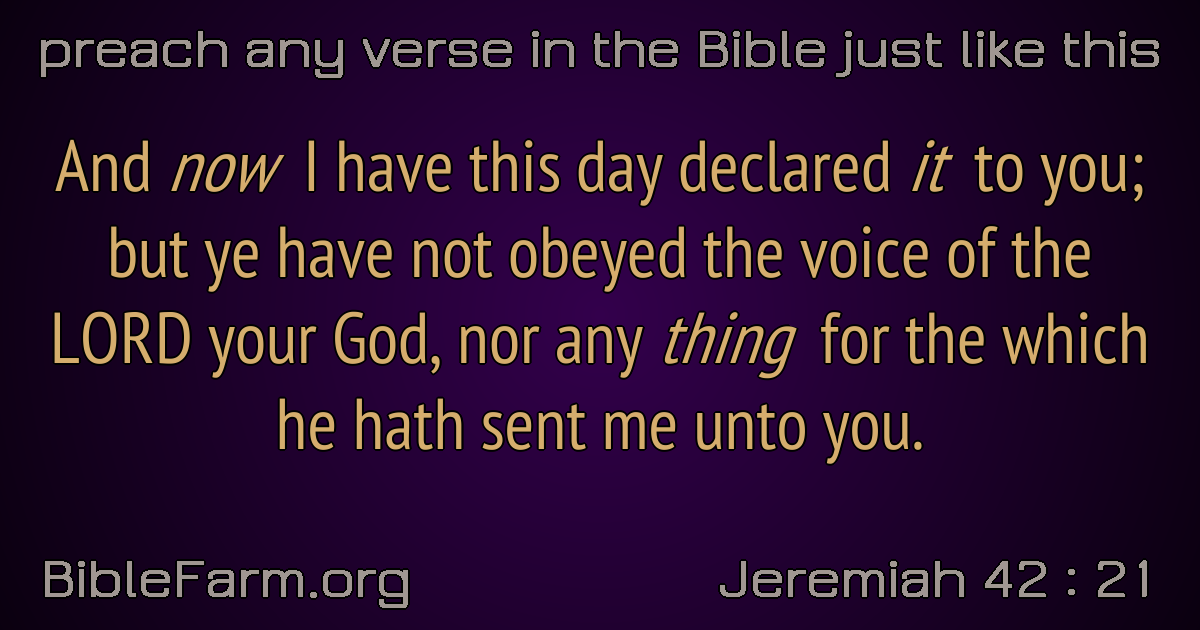 preach any verse in the Bible just like this
And now I have this day declared it to you;
but ye have not obeyed the voice of the
LORD your God, nor any thing for the which
he hath sent me unto you.
BibleFarm.org
Jeremiah 42 : 21